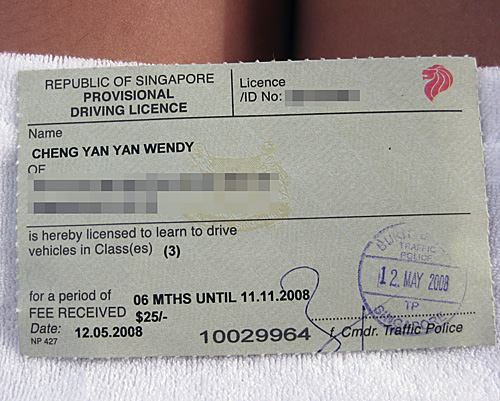 REPUBLIC OF SINGAPORE
PROVISIONAL
DRIVING LICENCE
Licence
/ID No:
Name
CHENG YAN YAN WENDY
OF
is hereby licensed to learn to drive
vehicles in Class(es) (3)
for a period of 06 MTHS UNTIL 11.11.2008
FEE RECEIVED $25/-
Date: 12.05.2008
NP 427
10029964
f. Cmdr. Traffic Police
TRAFFIC
POLICE
12. MAY 2008
TP
SINGAPORE